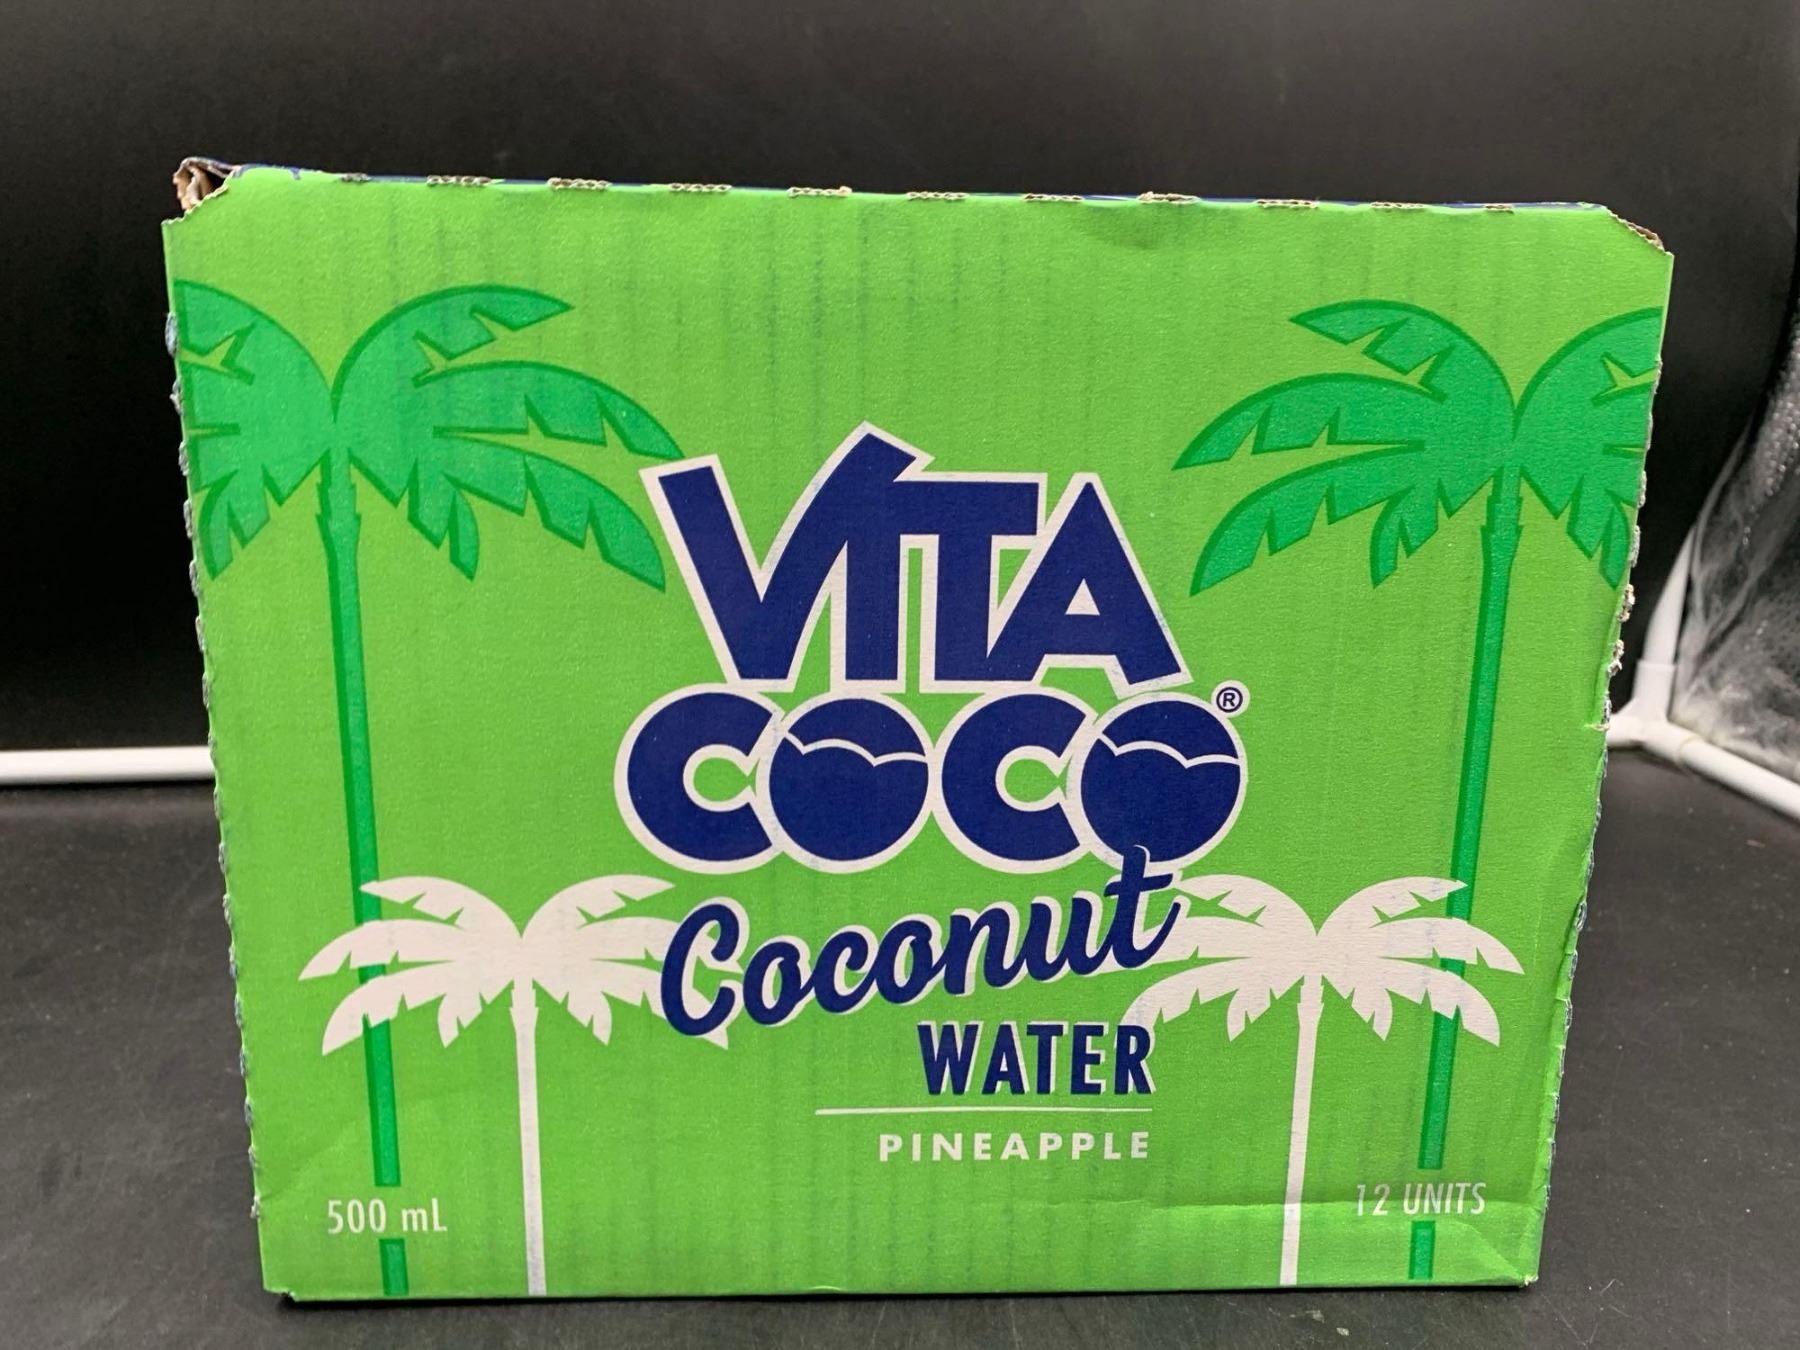 VITA
COCO®
Coconut
WATER
PINEAPPLE
500 mL
12 UNITS